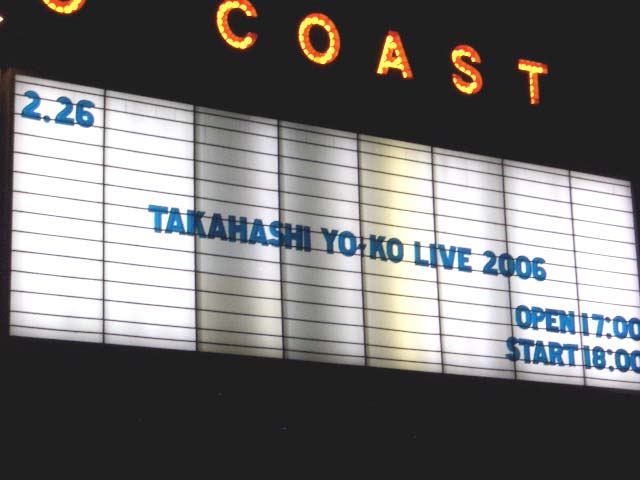 COAST
2.26
TAKAHASHI YO-KO LIVE 2006
OPEN 17:00
START 18:00